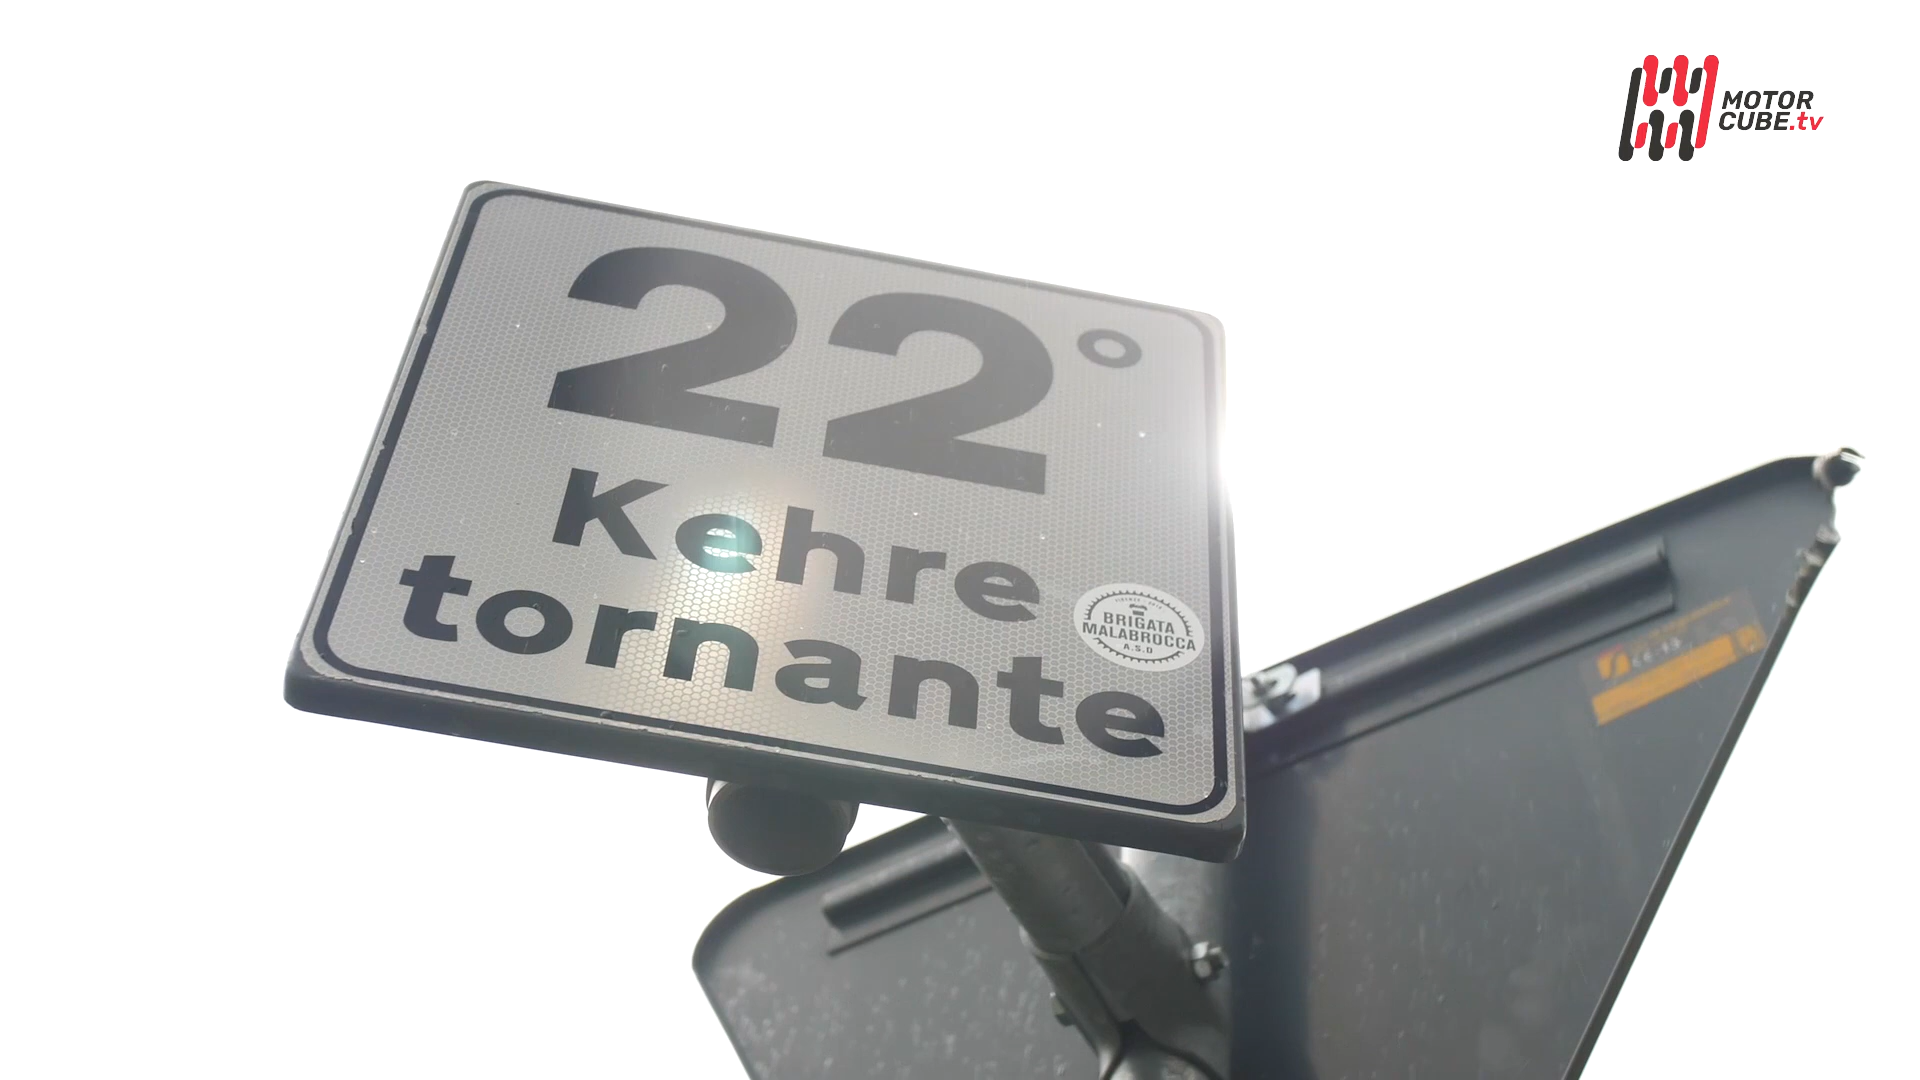 MOTOR
CUBE.tv
22°
Kehre
tornante
BRIGATA
MALABROCCA
A.S.D